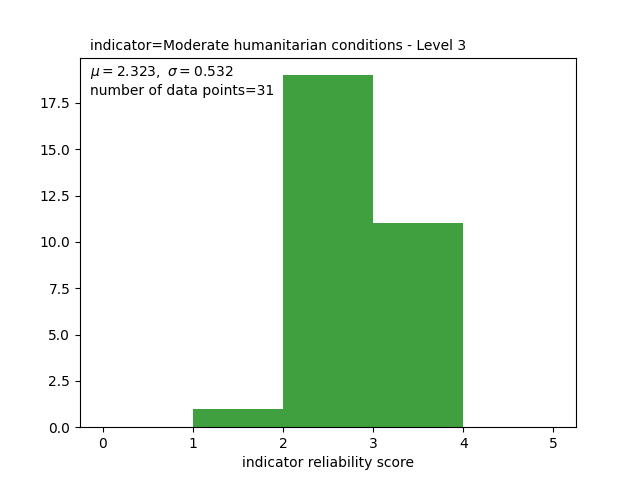 indicator=Moderate humanitarian conditions - Level 3
μ = 2.323, σ = 0.532
number of data points=31
17.5
15.0
12.5
10.0
7.5
5.0
2.5
0.0
0 1 2 3 4 5
indicator reliability score